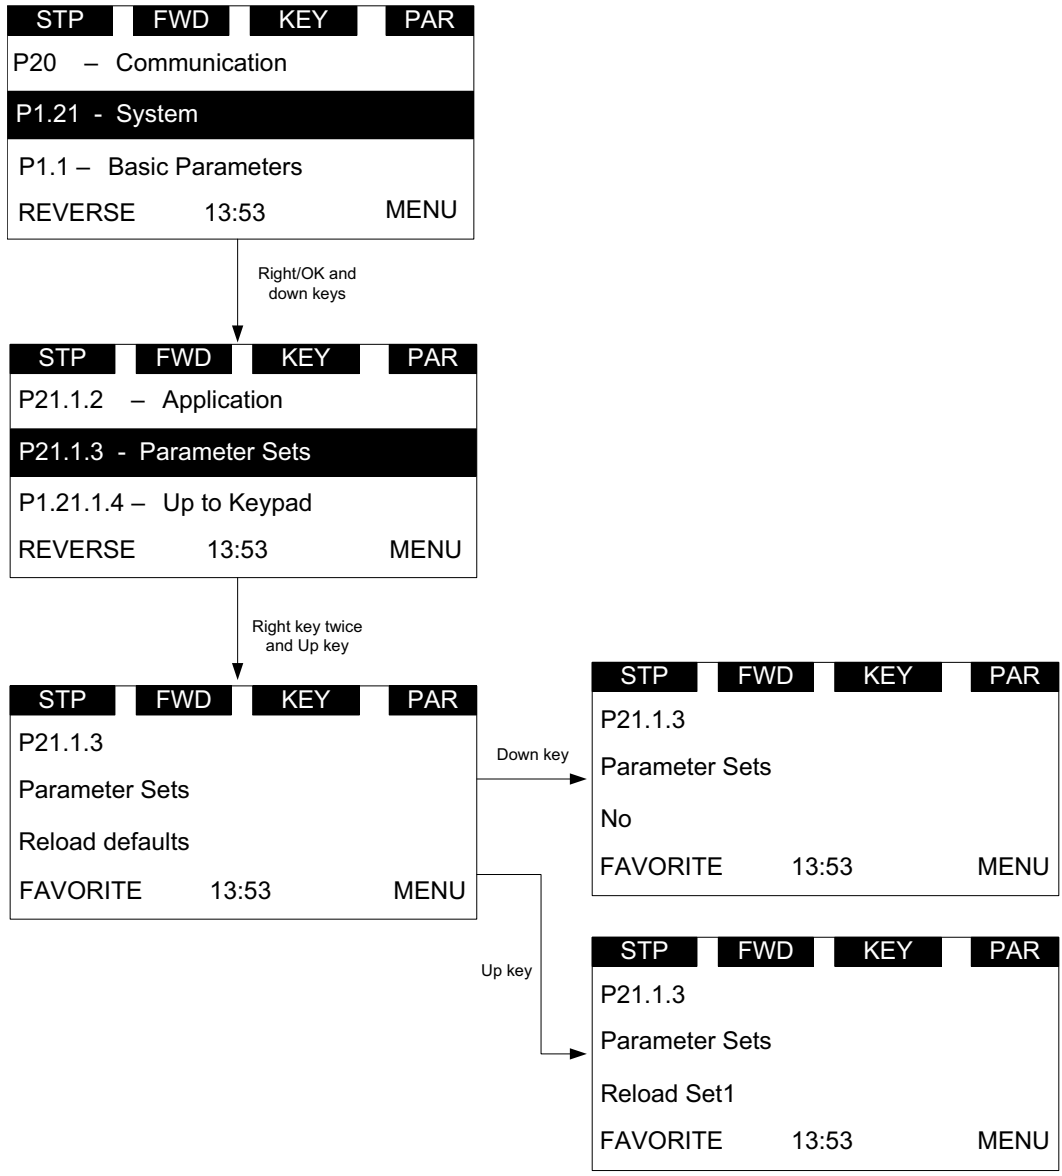 STP FWD KEY PAR
P20 – Communication
P1.21 - System
P1.1 – Basic Parameters
REVERSE 13:53 MENU
Right/OK and
down keys
STP FWD KEY PAR
P21.1.2 – Application
P21.1.3 - Parameter Sets
P1.21.1.4 – Up to Keypad
REVERSE 13:53 MENU
Right key twice
and Up key
STP FWD KEY PAR
P21.1.3
Parameter Sets
Reload defaults
FAVORITE 13:53 MENU
Down key
STP FWD KEY PAR
P21.1.3
Parameter Sets
No
FAVORITE 13:53 MENU
Up key
STP FWD KEY PAR
P21.1.3
Parameter Sets
Reload Set1
FAVORITE 13:53 MENU